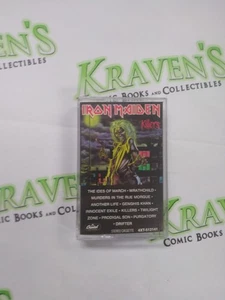 KRAVEN'S
COMIC BOOKS AND COLLECTIBLES
KRAVEN'S
COMIC BOOKS AND COLLECTIBLES
IRON MAIDEN
Killers
THE IDES OF MARCH • WRATHCHILD •
MURDERS IN THE RUE MORGUE •
ANOTHER LIFE • GENGHIS KHAN •
INNOCENT EXILE • KILLERS • TWILIGHT
ZONE • PRODIGAL SON • PURGATORY
• DRIFTER
Capitol
KRAVEN'S
COMIC BOOKS AND COLLECTIBLES